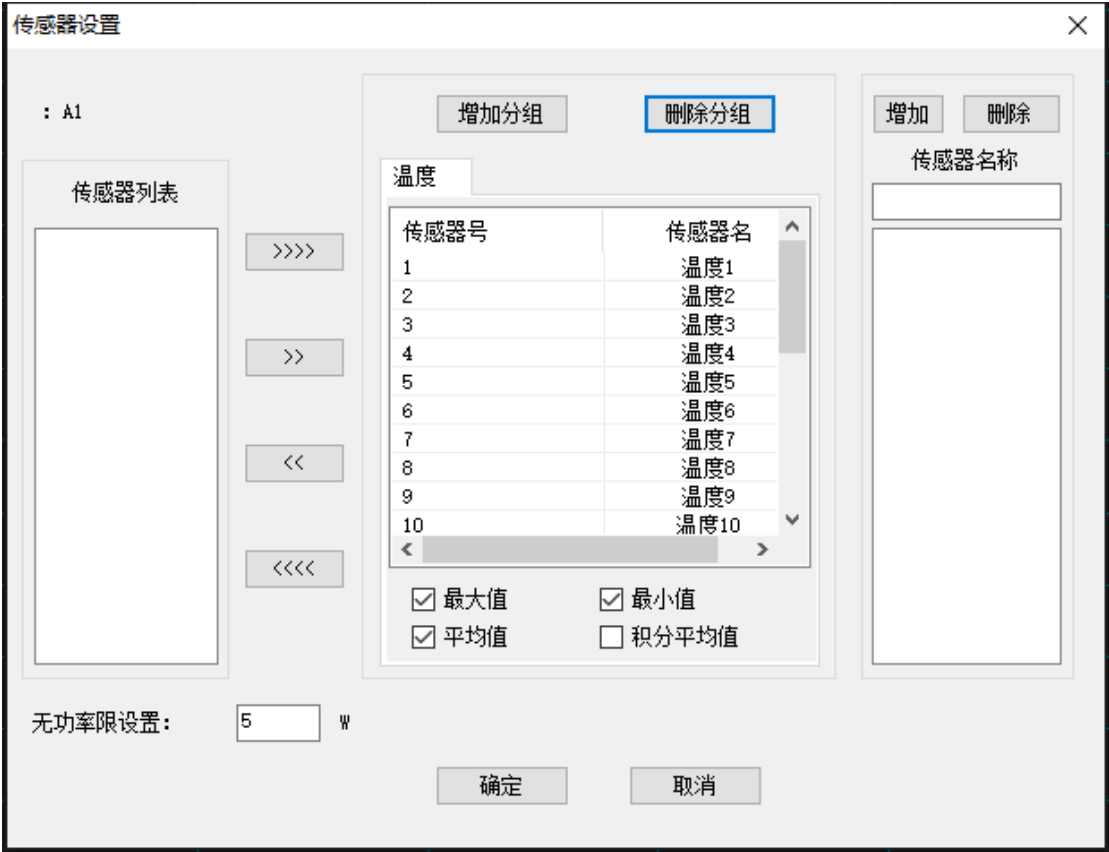 传感器设置
: A1
传感器列表
>>>>
>>
<<
<<<<
增加分组 删除分组
温度
传感器号 传感器名
1 温度1
2 温度2
3 温度3
4 温度4
5 温度5
6 温度6
7 温度7
8 温度8
9 温度9
10 温度10
最大值 最小值
平均值 积分平均值
增加 删除
传感器名称
无功率限设置: 5 W
确定 取消